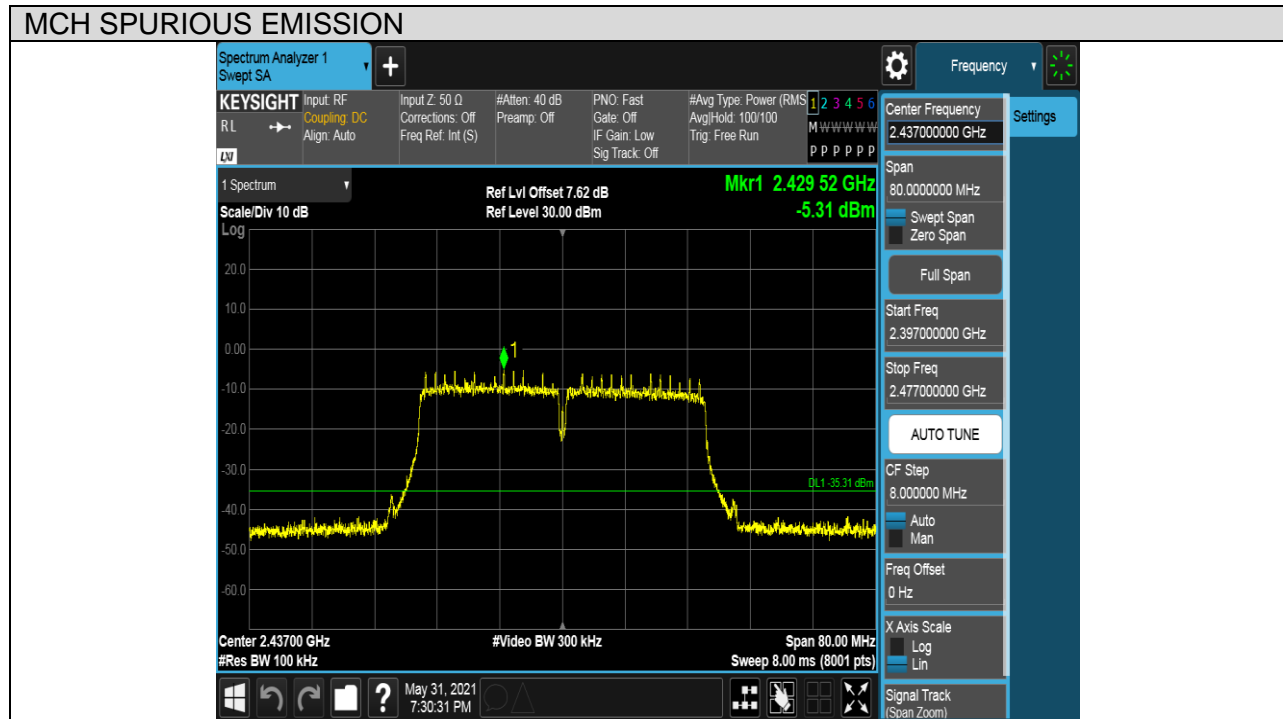 MCH SPURIOUS EMISSION
Spectrum Analyzer 1
Swept SA
+
Frequency
KEYSIGHT
RL
LXI
Input: RF
Coupling: DC
Align: Auto
Input Z: 50 Ω
Corrections: Off
Freq Ref: Int (S)
#Atten: 40 dB
Preamp: Off
PNO: Fast
Gate: Off
IF Gain: Low
Sig Track: Off
#Avg Type: Power (RMS
Avg|Hold: 100/100
Trig: Free Run
1 2 3 4 5 6
M W W W W W
P P P P P P
1 Spectrum
Scale/Div 10 dB
Log
Ref Lvl Offset 7.62 dB
Ref Level 30.00 dBm
Mkr1 2.429 52 GHz
-5.31 dBm
20.0
10.0
0.00
-10.0
-20.0
-30.0
-40.0
-50.0
-60.0
1
DL1 -35.31 dBm
Center 2.43700 GHz
#Res BW 100 kHz
#Video BW 300 kHz
Span 80.00 MHz
Sweep 8.00 ms (8001 pts)
?
May 31, 2021
7:30:31 PM
Center Frequency
2.437000000 GHz
Settings
Span
80.0000000 MHz
Swept Span
Zero Span
Full Span
Start Freq
2.397000000 GHz
Stop Freq
2.477000000 GHz
AUTO TUNE
CF Step
8.000000 MHz
Auto
Man
Freq Offset
0 Hz
X Axis Scale
Log
Lin
Signal Track
(Span Zoom)